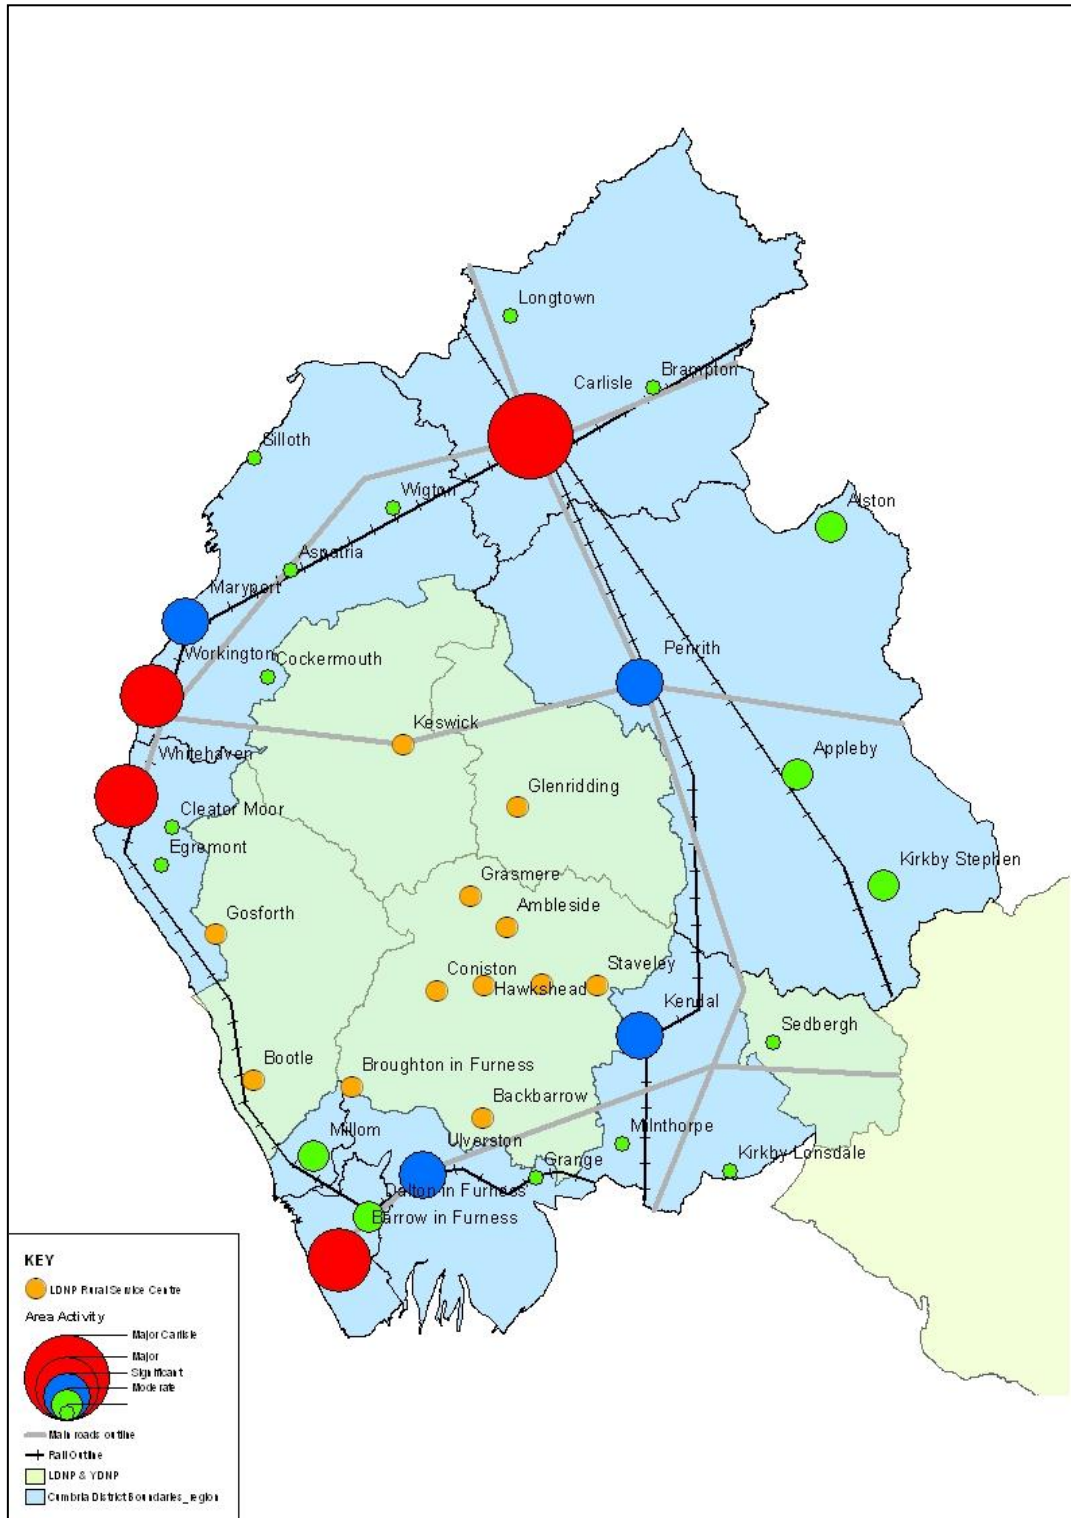 Longtown
Carlisle
Brampton
Silloth
Wigton
Alston
Aspatria
Maryport
Workington
Cockermouth
Penrith
Keswick
Whitehaven
Appleby
Glenridding
Cleator Moor
Egremont
Kirkby Stephen
Grasmere
Ambleside
Gosforth
Coniston
Hawkshead
Staveley
Kendal
Sedbergh
Bootle
Broughton in Furness
Backbarrow
Millom
Ulverston
Milnthorpe
Grange
Kirkby Lonsdale
Dalton in Furness
Barrow in Furness
KEY
LDNP Rural Service Centre
Area Activity
Major Carlisle
Major
Significant
Moderate
Main roads outline
Rail Outline
LDNP & YDNP
Cumbria District Boundaries_region